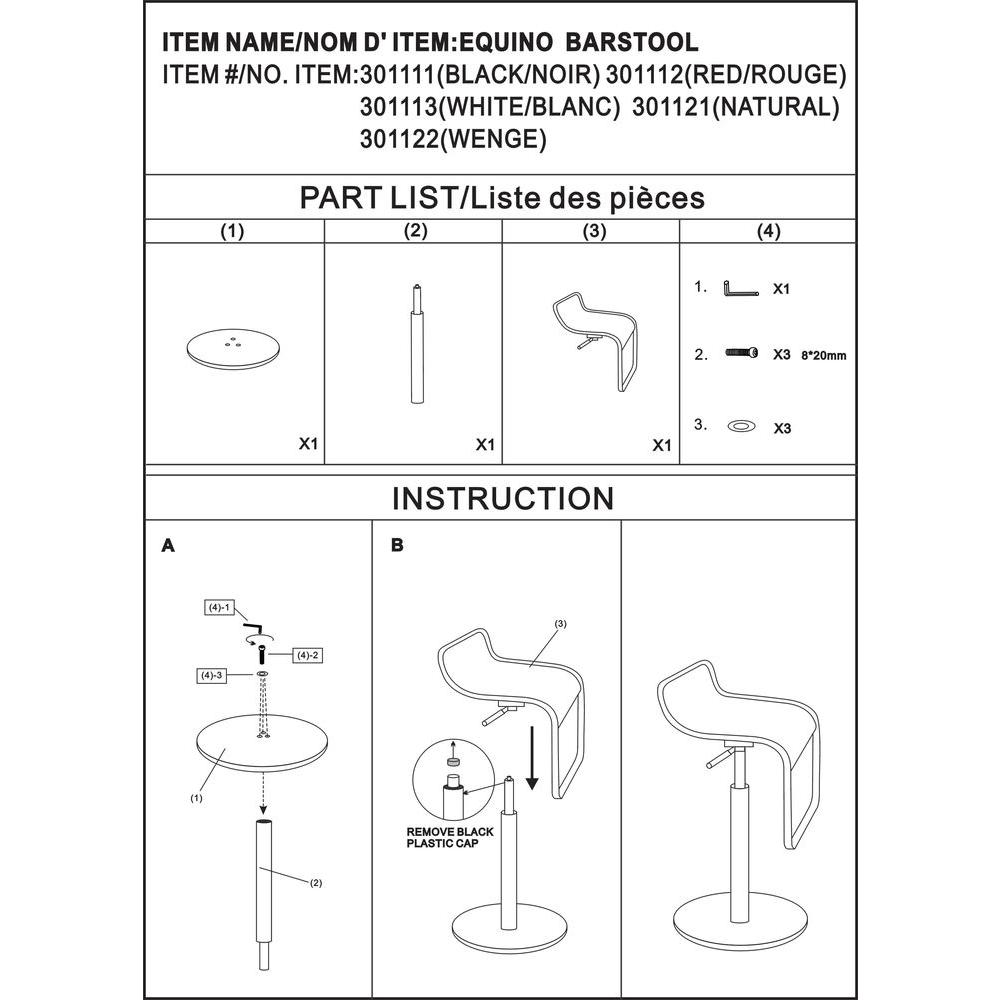 ITEM NAME/NOM D' ITEM:EQUINO BARSTOOL
ITEM #/NO. ITEM:301111(BLACK/NOIR) 301112(RED/ROUGE)
301113(WHITE/BLANC) 301121(NATURAL)
301122(WENGE)
PART LIST/Liste des pièces
(1) (2) (3) (4)
1. X1
2. X3 8*20mm
3. X3
X1 X1 X1
INSTRUCTION
A
(4)-1
(4)-2
(4)-3
(1)
(2)
B
(3)
REMOVE BLACK
PLASTIC CAP